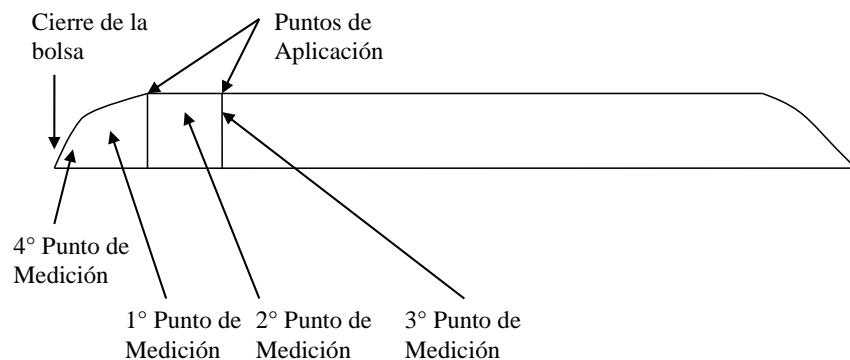 Cierre de la
bolsa
Puntos de
Aplicación
4° Punto de
Medición
1° Punto de
Medición
2° Punto de
Medición
3° Punto de
Medición